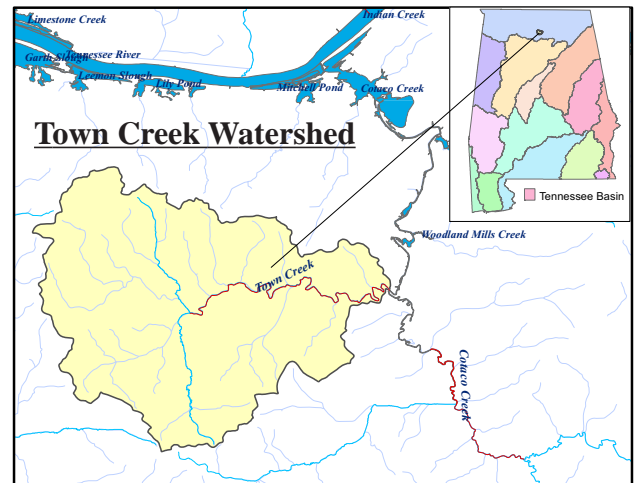 Limestone Creek
Indian Creek
Tennessee River
Garth Slough
Leemon Slough
Lily Pond
Mitchell Pond
Cotaco Creek
Town Creek Watershed
Tennessee Basin
Woodland Mills Creek
Town Creek
Cotaco Creek